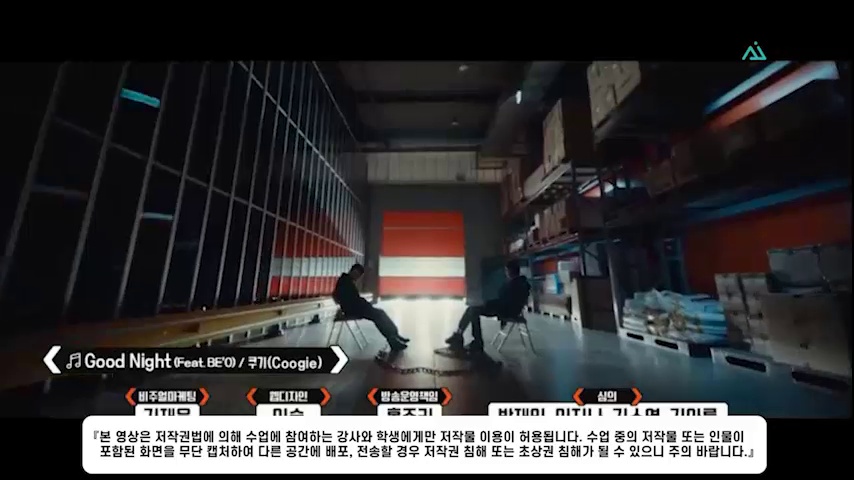 Good Night (Feat. BE'O) / 쿠기(Coogie)
비주얼마케팅 웹디자인 방송운영책임 심의
『본 영상은 저작권법에 의해 수업에 참여하는 강사와 학생에게만 저작물 이용이 허용됩니다. 수업 중의 저작물 또는 인물이
포함된 화면을 무단 캡처하여 다른 공간에 배포, 전송할 경우 저작권 침해 또는 초상권 침해가 될 수 있으니 주의 바랍니다.』